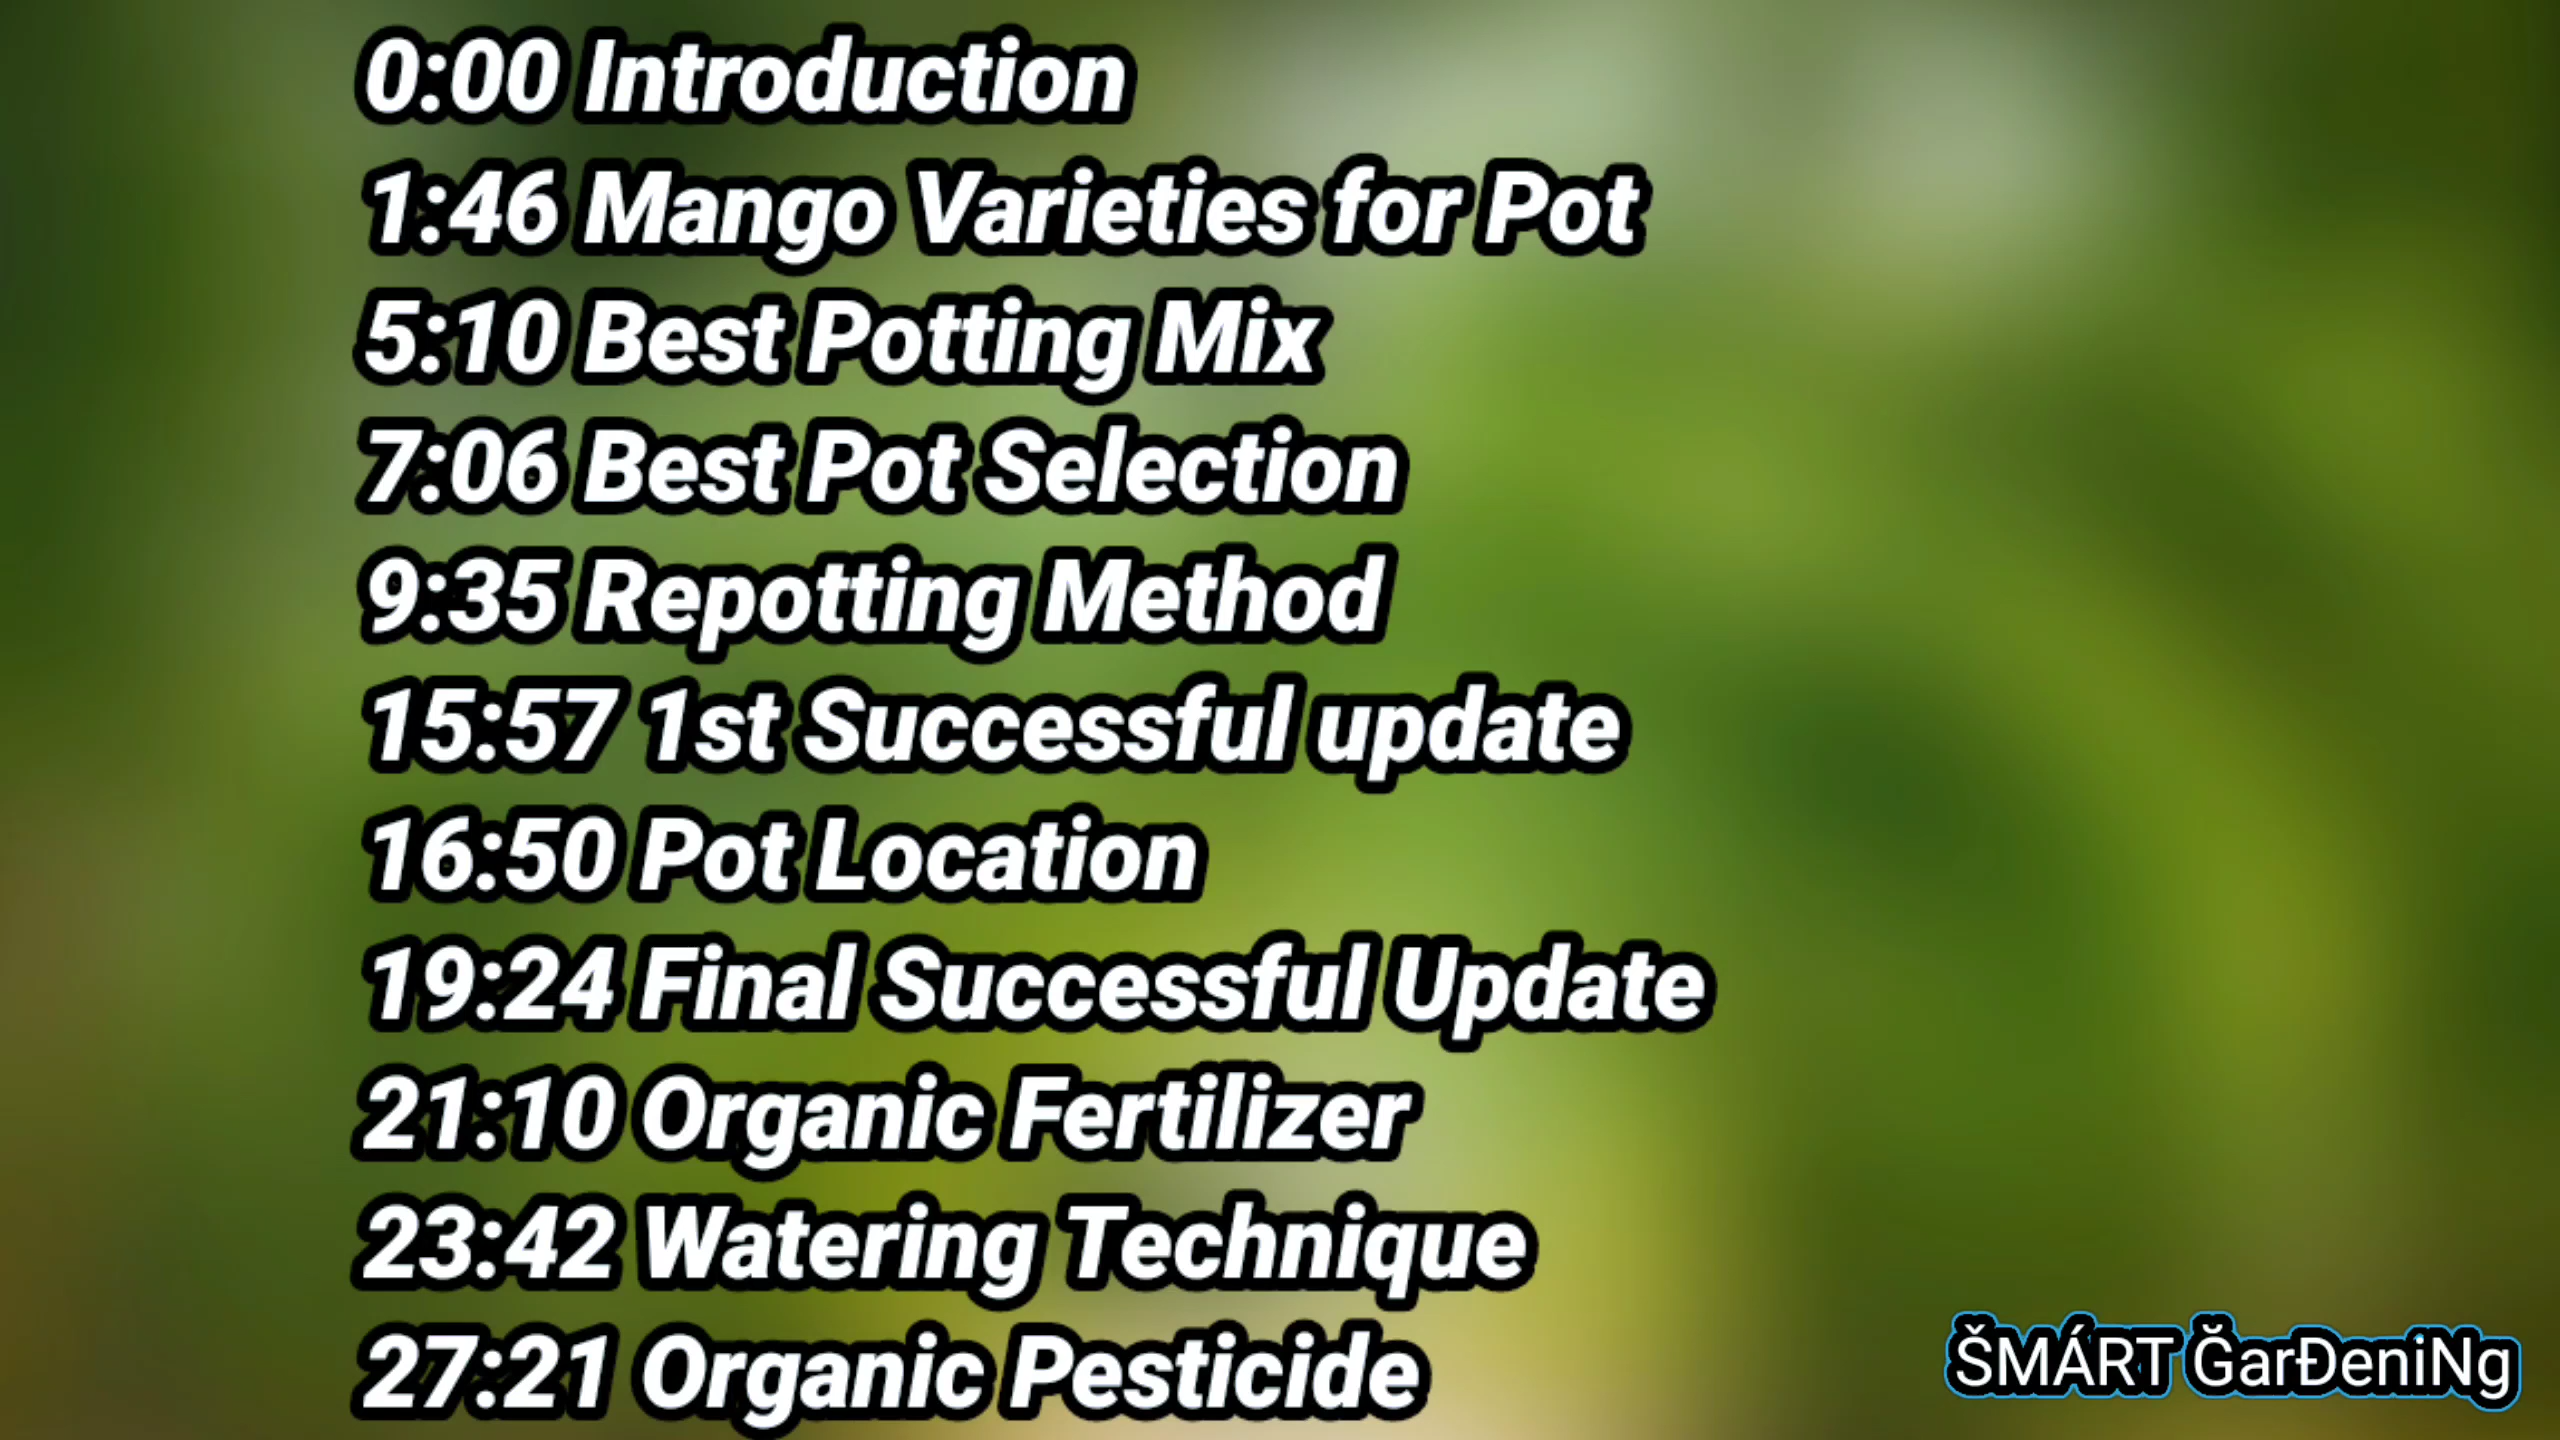 0:00 Introduction
1:46 Mango Varieties for Pot
5:10 Best Potting Mix
7:06 Best Pot Selection
9:35 Repotting Method
15:57 1st Successful update
16:50 Pot Location
19:24 Final Successful Update
21:10 Organic Fertilizer
23:42 Watering Technique
27:21 Organic Pesticide
ŠMÁRT ĞarĐeniNg